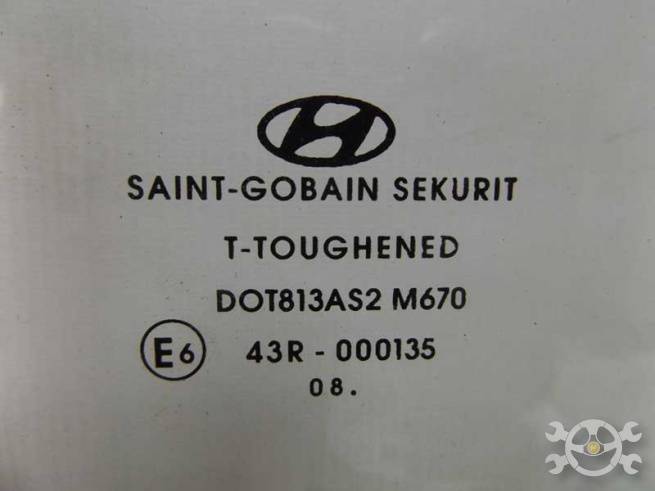 SAINT-GOBAIN SEKURIT
T-TOUGHENED
DOT813AS2 M670
E6 43R - 000135
08.